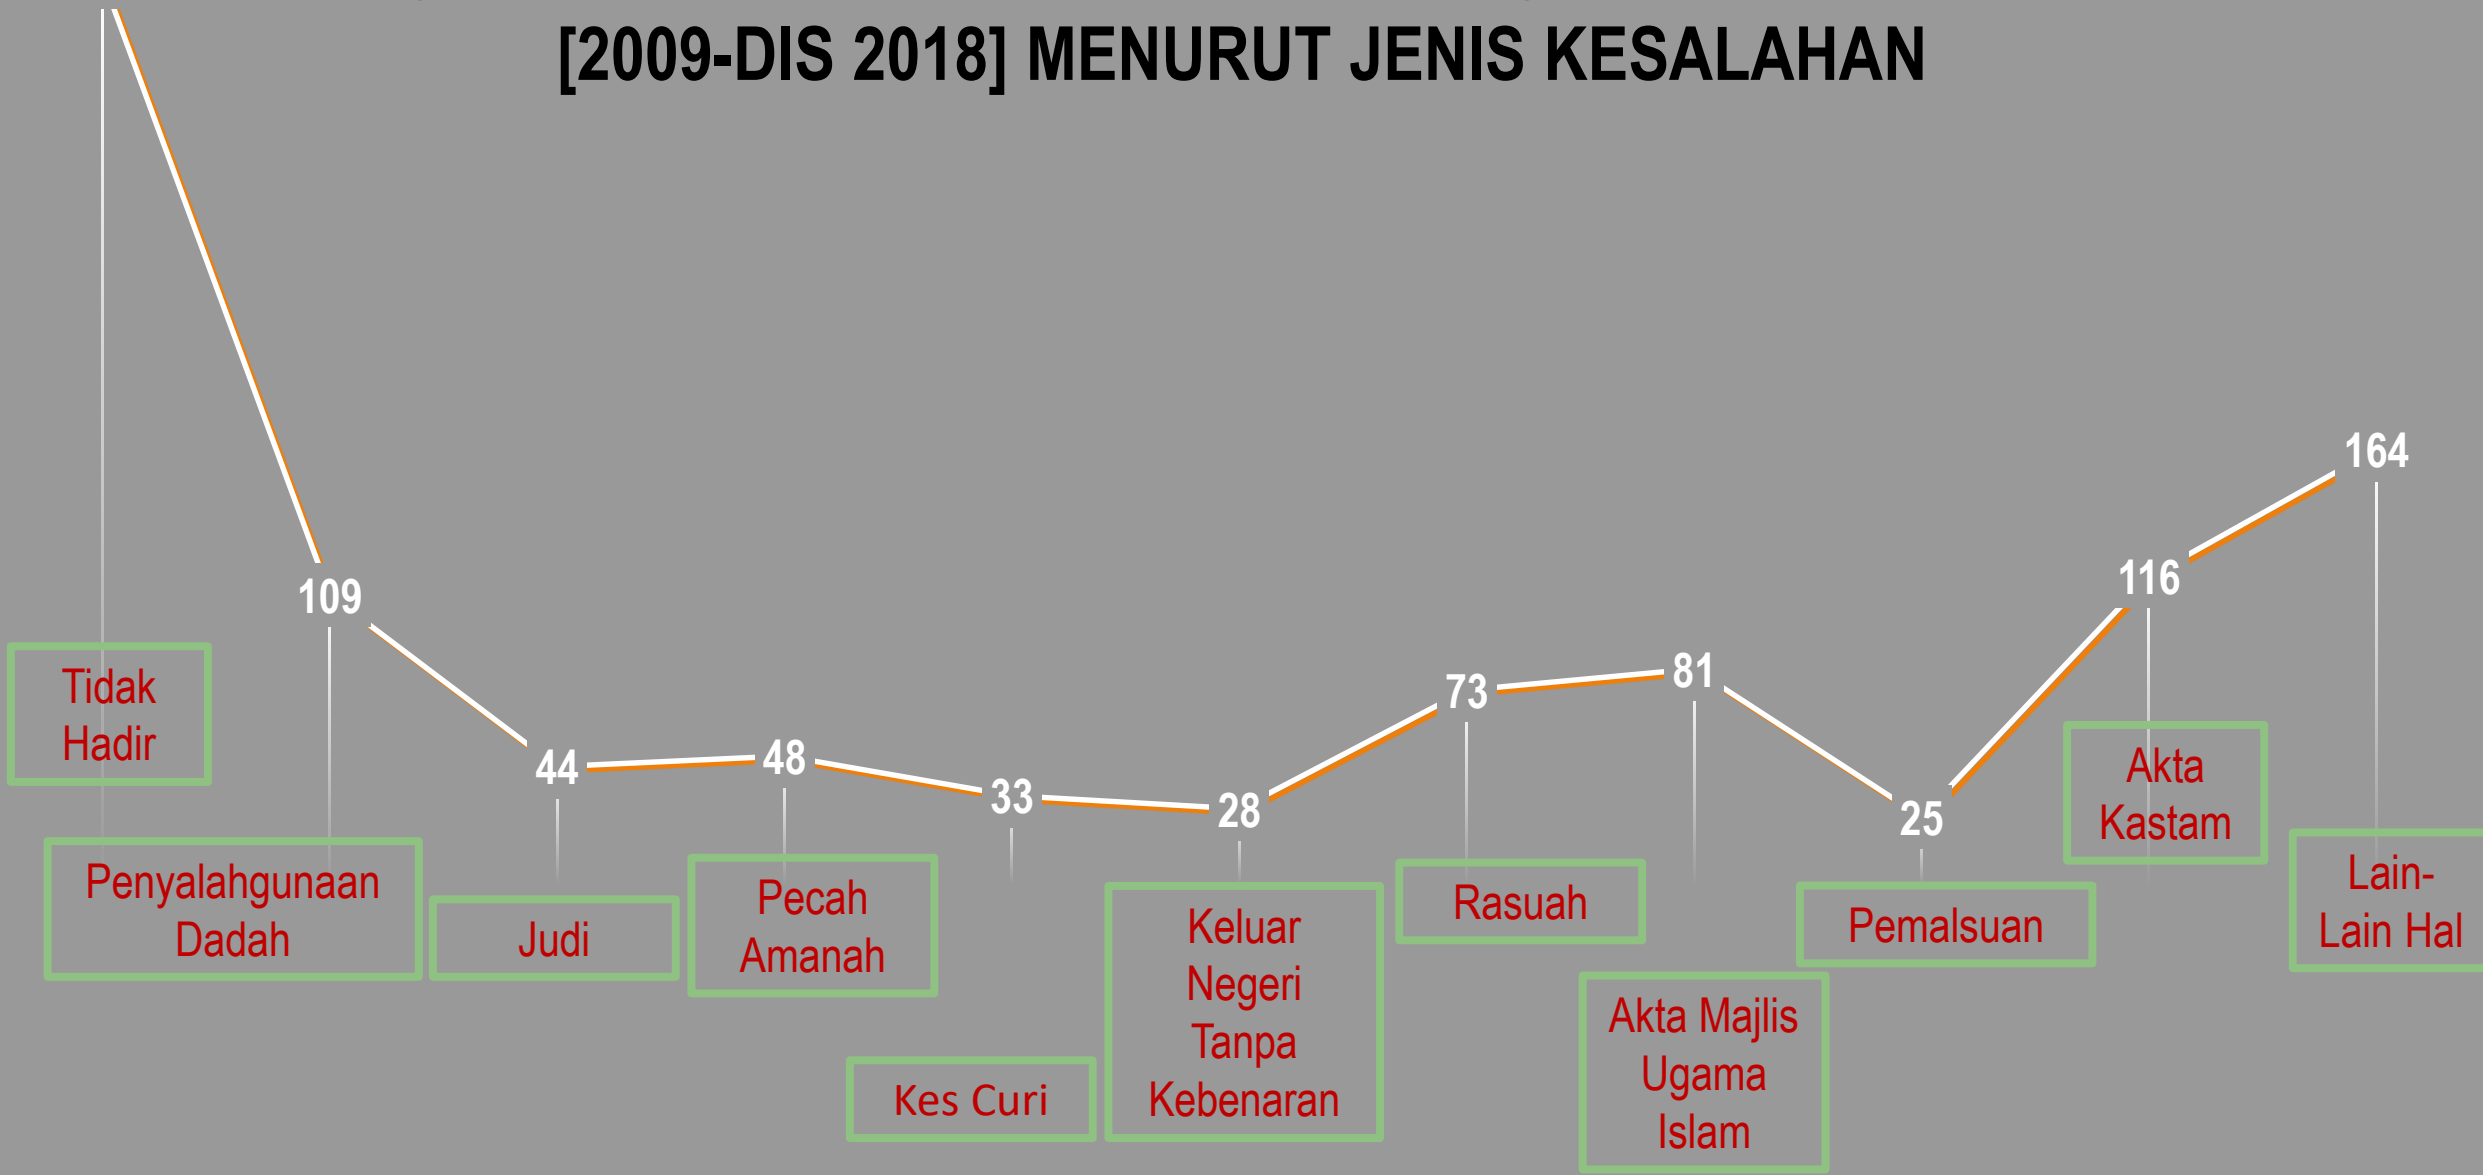 [2009-DIS 2018] MENURUT JENIS KESALAHAN
164
109
116
73
81
44
48
33
28
25
Tidak
Hadir
Penyalahgunaan
Dadah
Judi
Pecah
Amanah
Kes Curi
Keluar
Negeri
Tanpa
Kebenaran
Rasuah
Akta Majlis
Ugama
Islam
Pemalsuan
Akta
Kastam
Lain-
Lain Hal